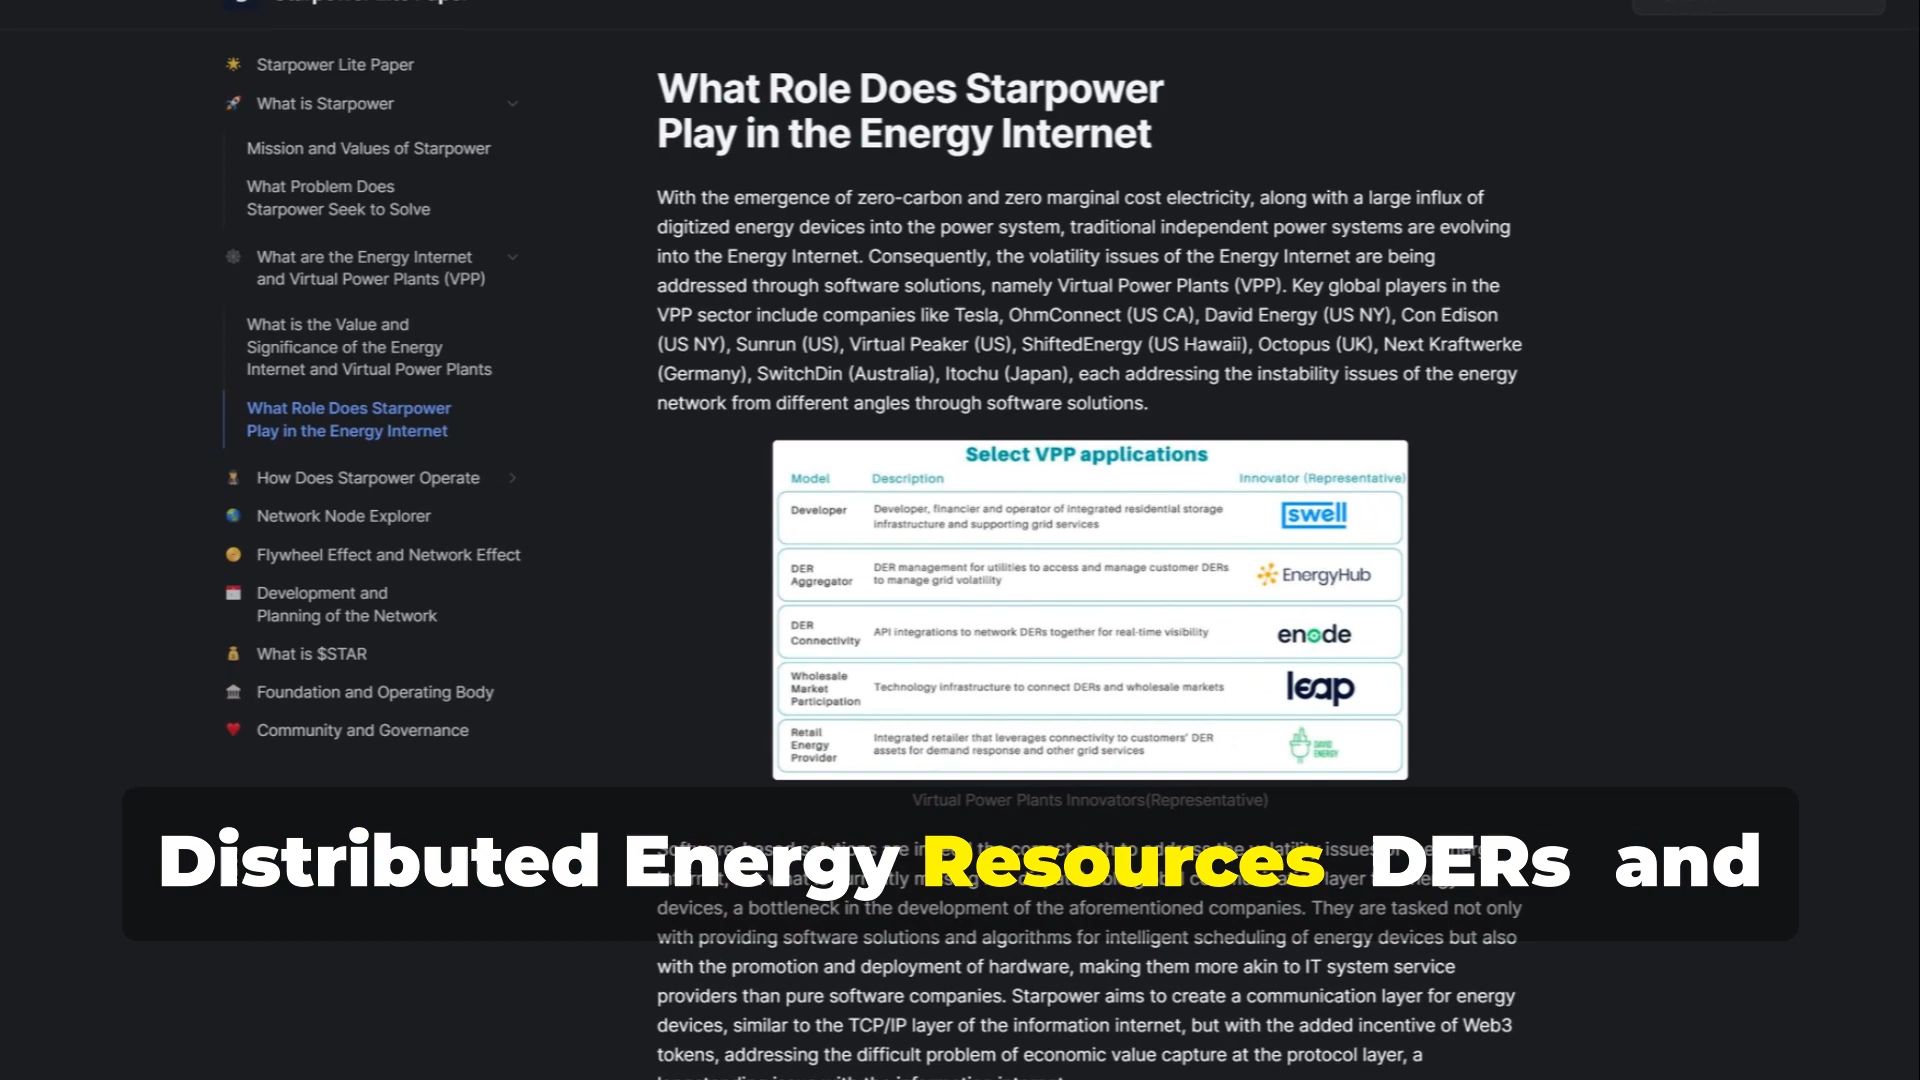 Starpower Lite Paper
What is Starpower
Mission and Values of Starpower
What Problem Does
Starpower Seek to Solve
What are the Energy Internet
and Virtual Power Plants (VPP)
What is the Value and
Significance of the Energy
Internet and Virtual Power Plants
What Role Does Starpower
Play in the Energy Internet
How Does Starpower Operate
Network Node Explorer
Flywheel Effect and Network Effect
Development and
Planning of the Network
What is $STAR
Foundation and Operating Body
Community and Governance
What Role Does Starpower
Play in the Energy Internet
With the emergence of zero-carbon and zero marginal cost electricity, along with a large influx of
digitized energy devices into the power system, traditional independent power systems are evolving
into the Energy Internet. Consequently, the volatility issues of the Energy Internet are being
addressed through software solutions, namely Virtual Power Plants (VPP). Key global players in the
VPP sector include companies like Tesla, OhmConnect (US CA), David Energy (US NY), Con Edison
(US NY), Sunrun (US), Virtual Peaker (US), ShiftedEnergy (US Hawaii), Octopus (UK), Next Kraftwerke
(Germany), SwitchDin (Australia), Itochu (Japan), each addressing the instability issues of the energy
network from different angles through software solutions.
Select VPP applications
Model Description Innovator (Representative)
Developer
Developer, financier and operator of integrated residential storage
infrastructure and supporting grid services
swell
DER
Aggregator
DER management for utilities to access and manage customer DERs
to manage grid volatility
EnergyHub
DER
Connectivity
API integrations to network DERs together for real-time visibility
enode
Wholesale
Market
Participation
Technology infrastructure to connect DERs and wholesale markets
leap
Retail
Energy
Provider
Integrated retailer that leverages connectivity to customers' DER
assets for demand response and other grid services
DAVID
ENERGY
Virtual Power Plants Innovators(Representative)
Distributed Energy Resources DERs and
devices, a bottleneck in the development of the aforementioned companies. They are tasked not only
with providing software solutions and algorithms for intelligent scheduling of energy devices but also
with the promotion and deployment of hardware, making them more akin to IT system service
providers than pure software companies. Starpower aims to create a communication layer for energy
devices, similar to the TCP/IP layer of the information internet, but with the added incentive of Web3
tokens, addressing the difficult problem of economic value capture at the protocol layer, a